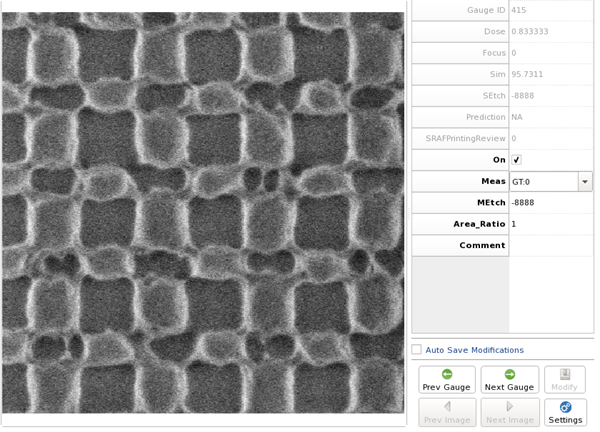 Gauge ID 415
Dose 0.833333
Focus 0
Sim 95.7311
SEtch -8888
Prediction NA
SRAFPrintingReview 0
On
Meas GT:0
MEtch -8888
Area_Ratio 1
Comment
Auto Save Modifications
Prev Gauge Next Gauge Modify
Prev Image Next Image Settings